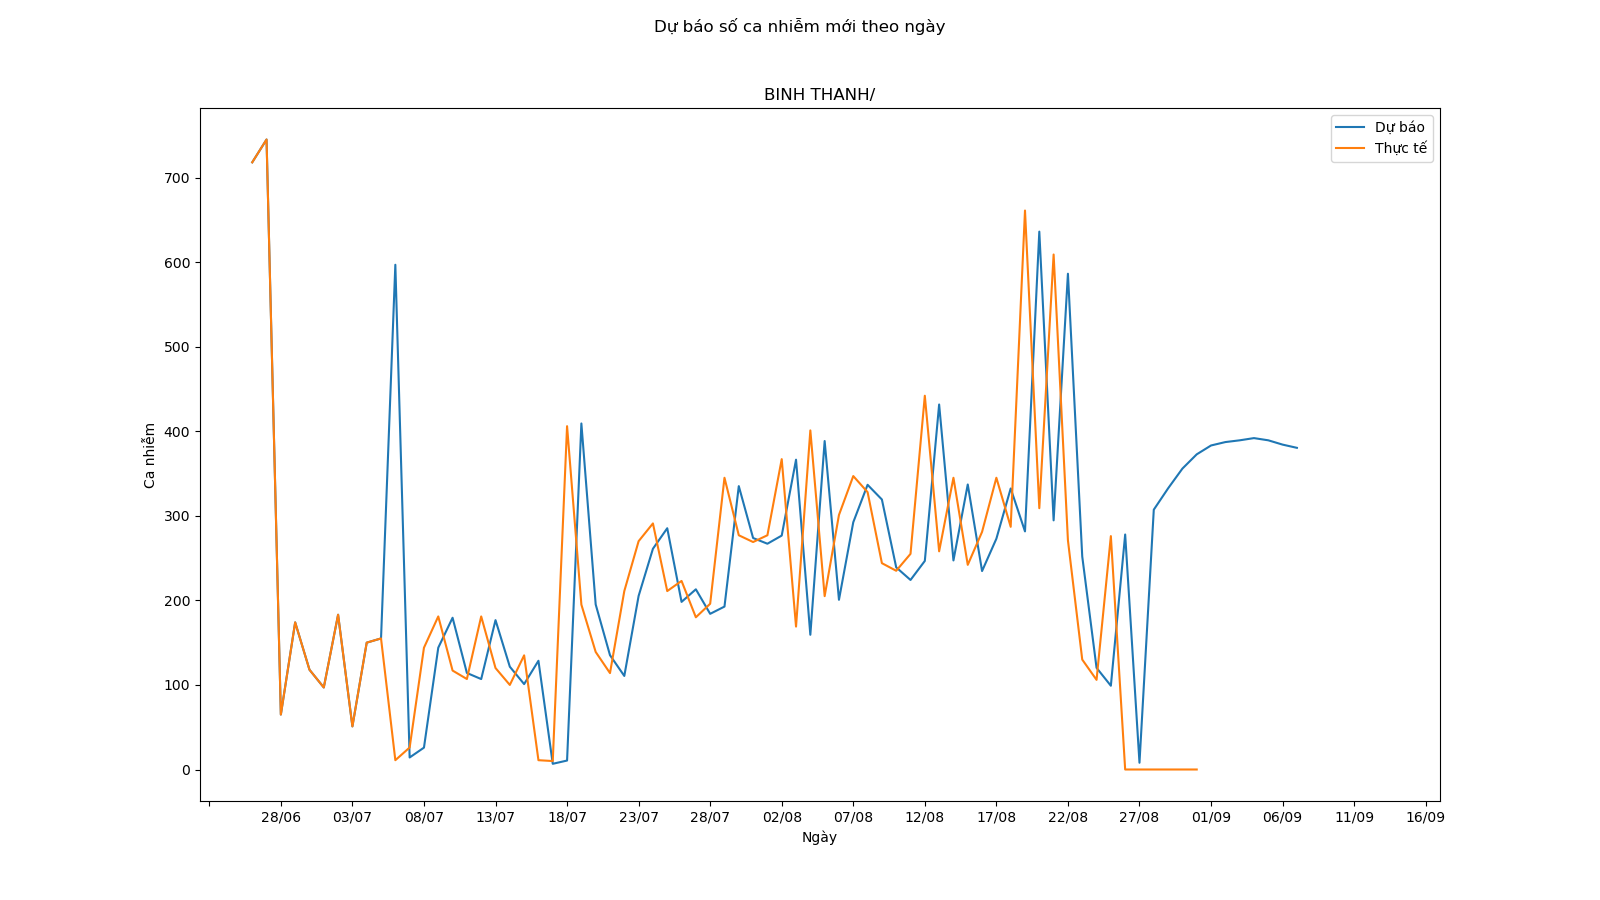 Dự báo số ca nhiễm mới theo ngày
BINH THANH/
Dự báo
Thực tế
Ca nhiễm
700
600
500
400
300
200
100
0
28/06 03/07 08/07 13/07 18/07 23/07 28/07 02/08 07/08 12/08 17/08 22/08 27/08 01/09 06/09 11/09 16/09
Ngày